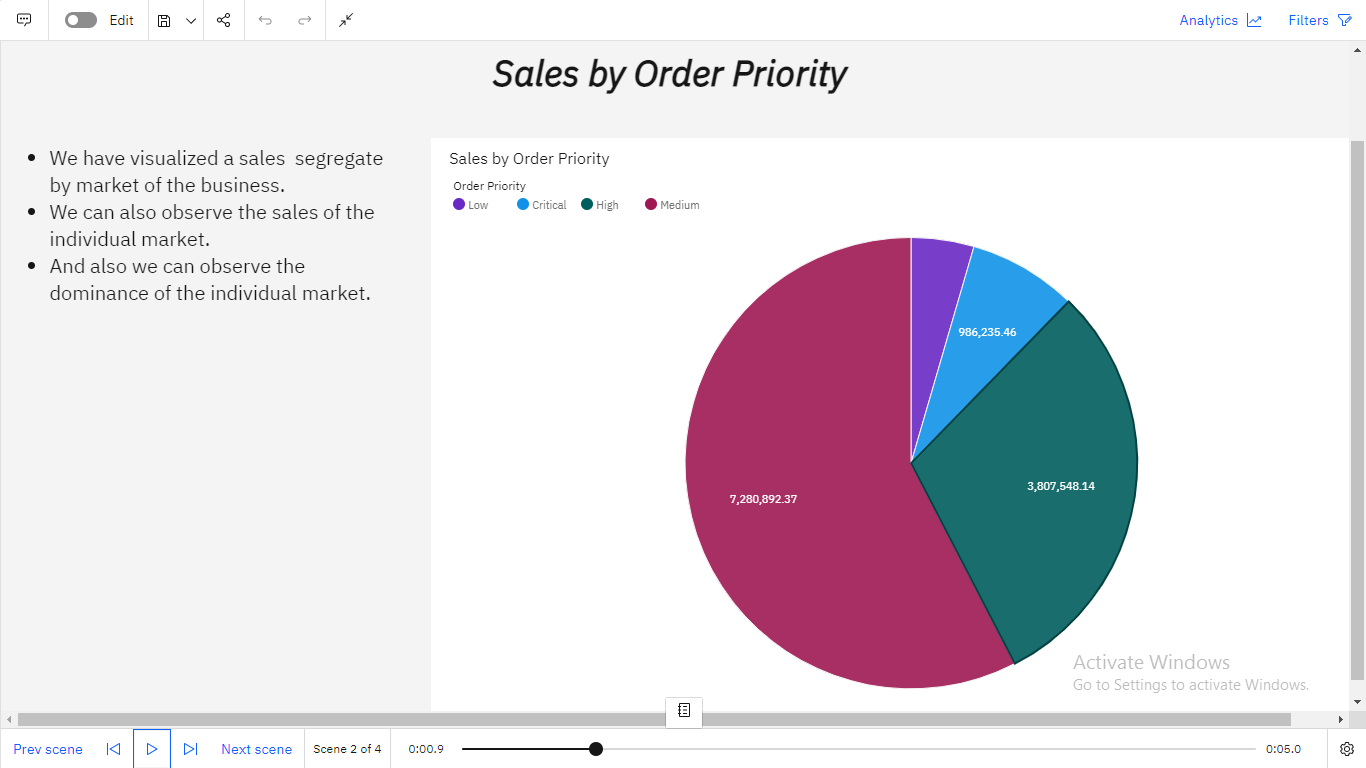 Edit
Analytics
Filters
Sales by Order Priority
• We have visualized a sales  segregate
by market of the business.
• We can also observe the sales of the
individual market.
• And also we can observe the
dominance of the individual market.
Sales by Order Priority
Order Priority
Low Critical High Medium
986,235.46
3,807,548.14
7,280,892.37
Activate Windows
Go to Settings to activate Windows.
Prev scene
Next scene
Scene 2 of 4
0:00.9
0:05.0